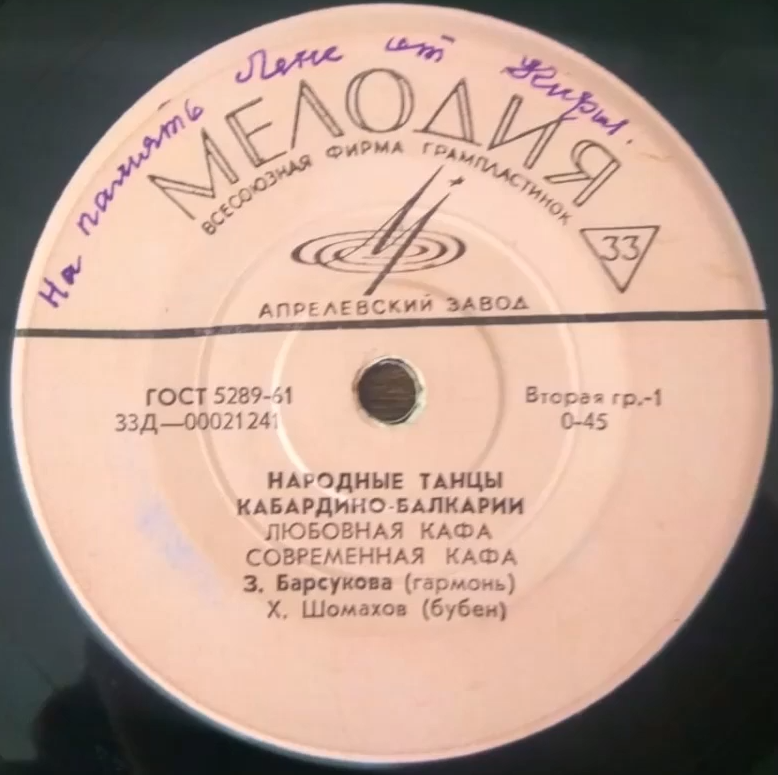 На память Лене от Киры.
МЕЛОДИЯ
ВСЕСОЮЗНАЯ ФИРМА ГРАМПЛАСТИНОК
33
АПРЕЛЕВСКИЙ ЗАВОД
ГОСТ 5289-61
33Д—00021241
Вторая гр.-1
0-45
НАРОДНЫЕ ТАНЦЫ
КАБАРДИНО-БАЛКАРИИ
ЛЮБОВНАЯ КАФА
СОВРЕМЕННАЯ КАФА
З. Барсукова (гармонь)
Х. Шомахов (бубен)